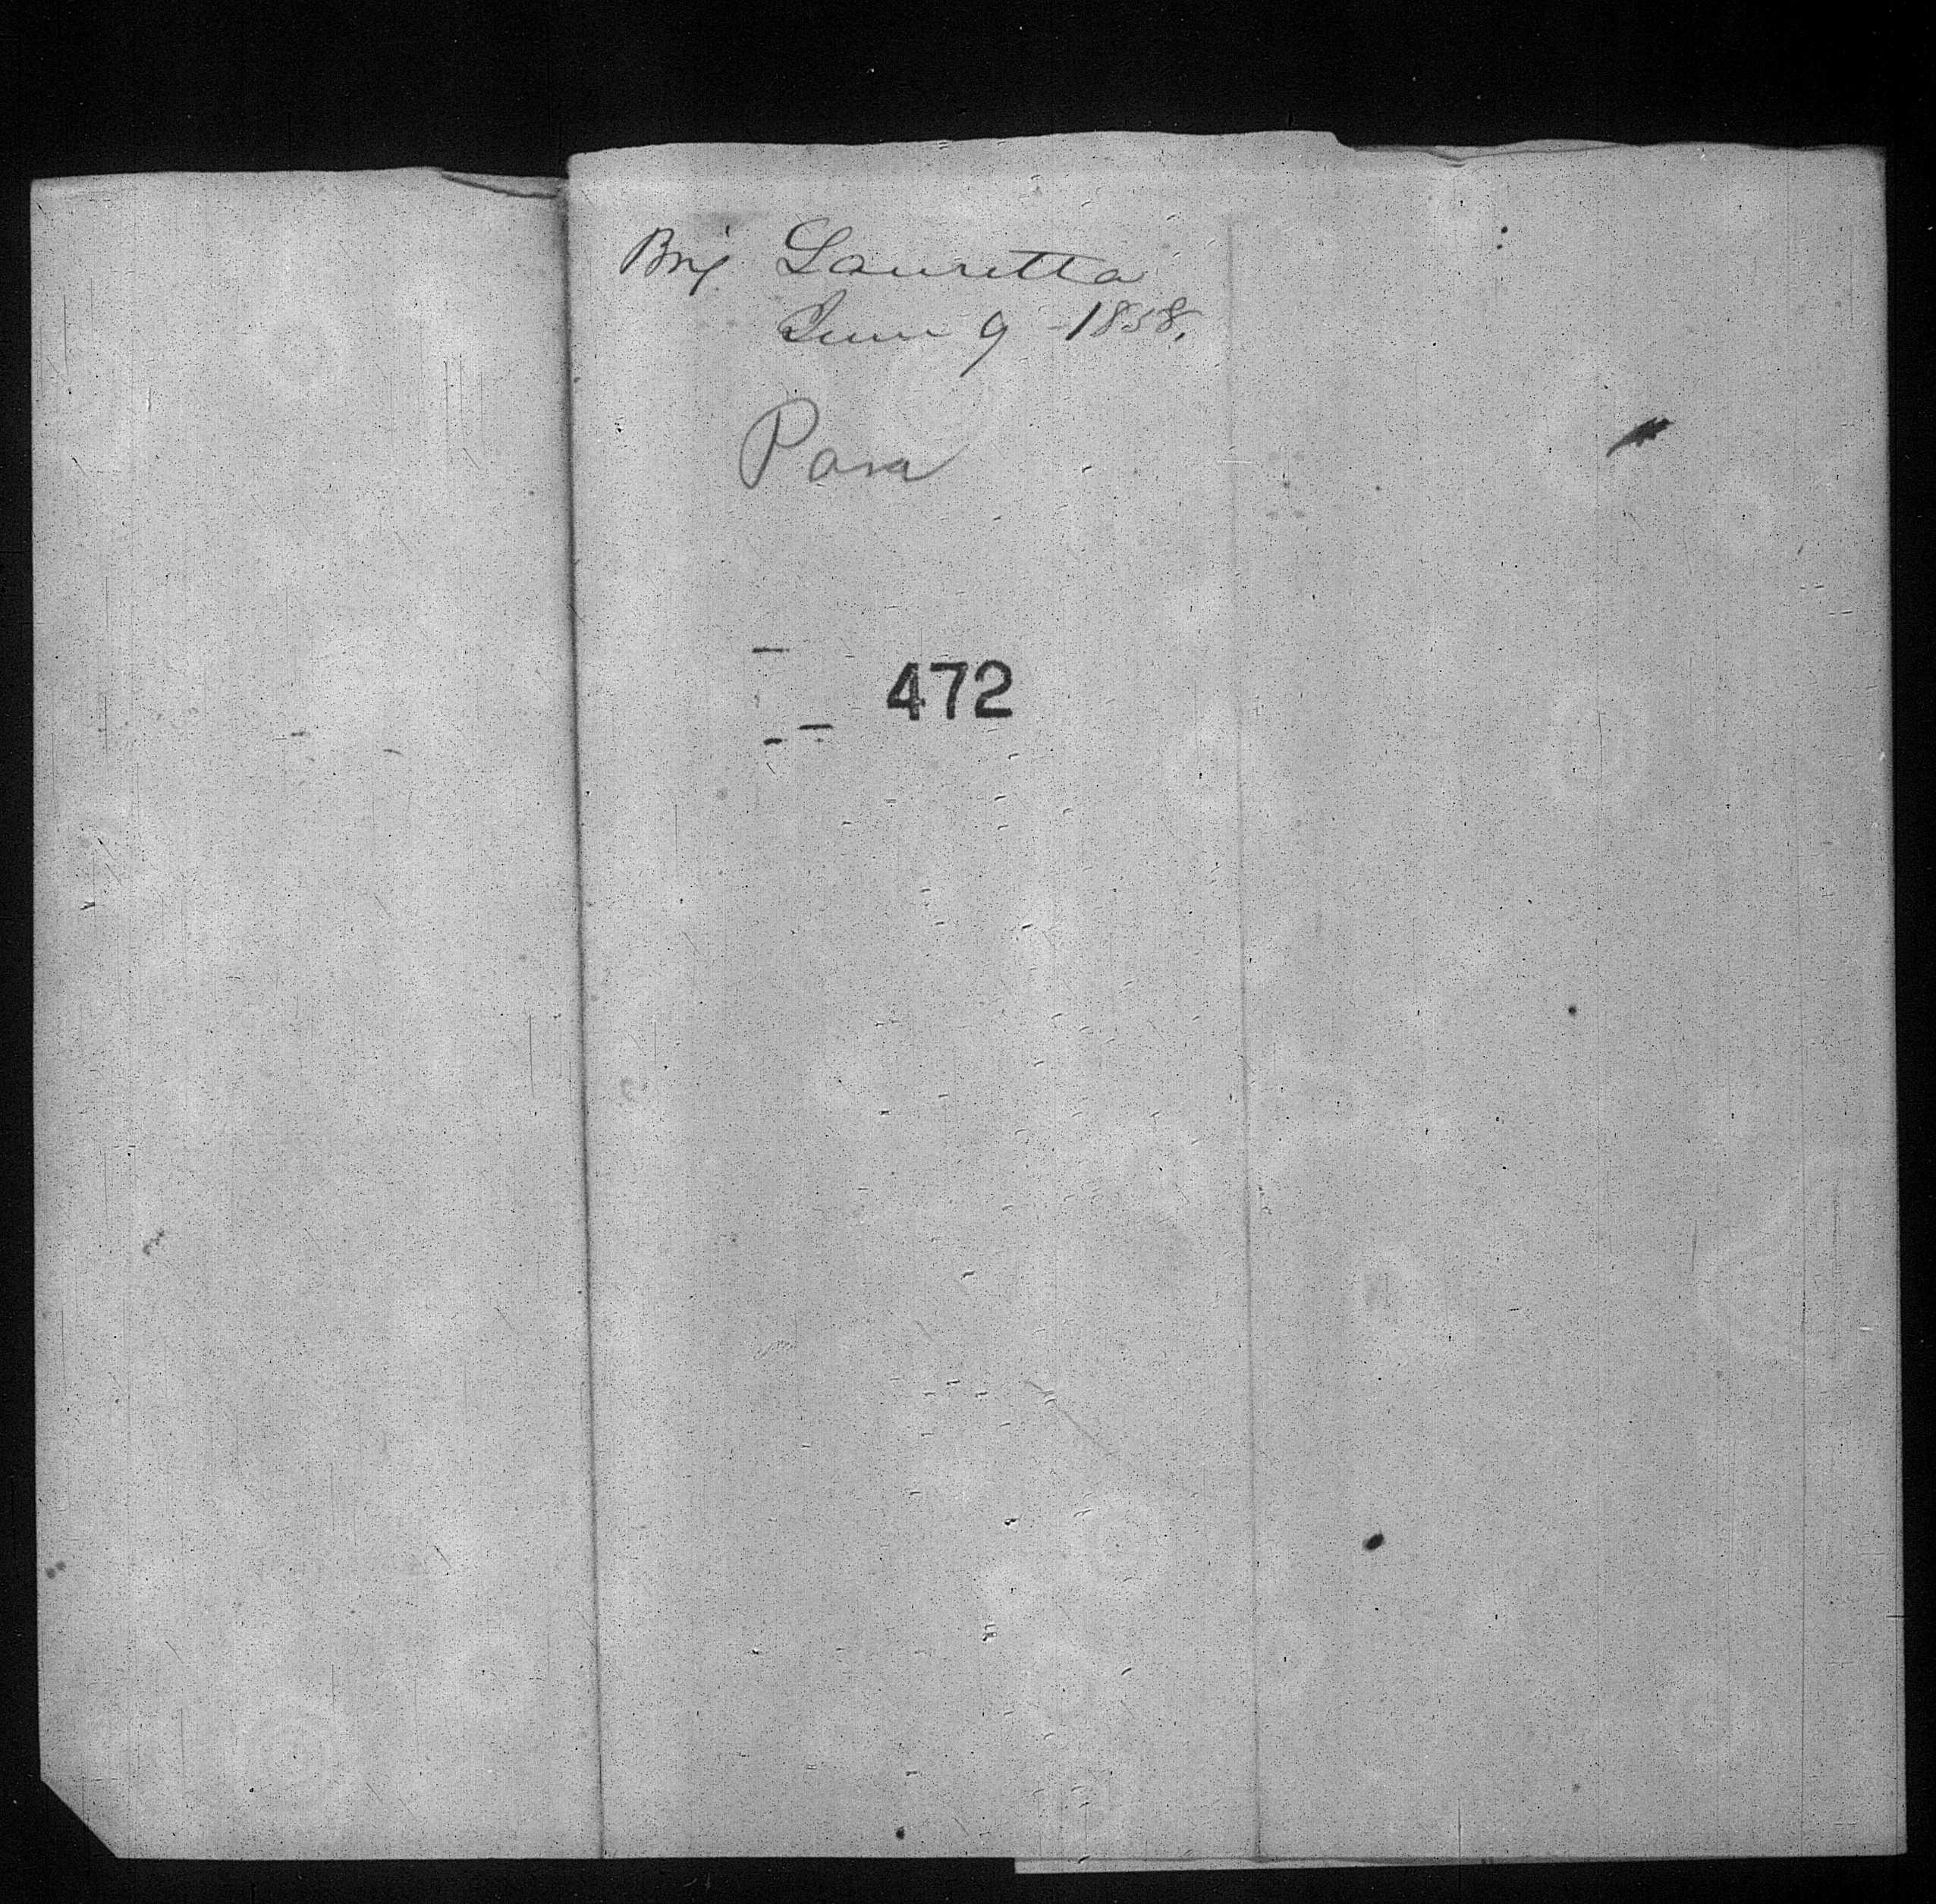 Brig Lauretta
June 9 - 1858.
Para
472